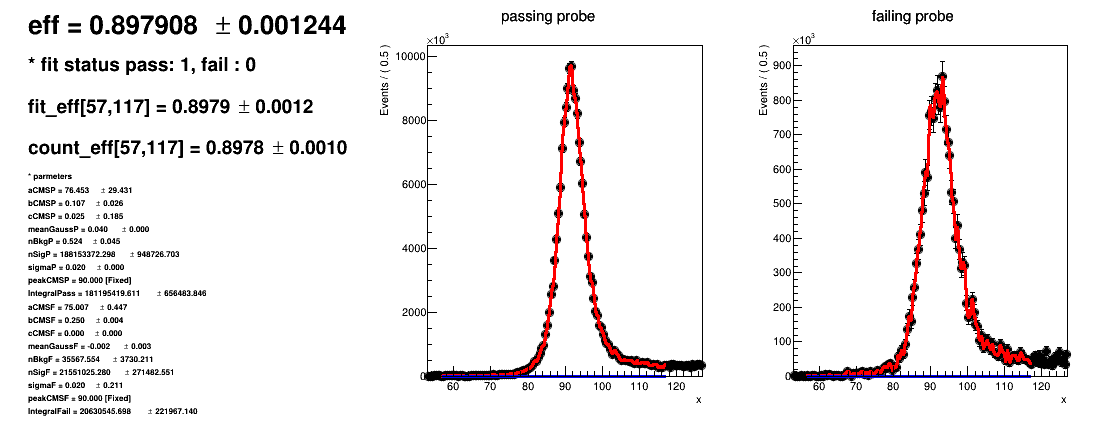 eff = 0.897908 ± 0.001244
* fit status pass: 1, fail : 0
fit_eff[57,117] = 0.8979 ± 0.0012
count_eff[57,117] = 0.8978 ± 0.0010
* parmeters
aCMSP = 76.453 ± 29.431
bCMSP = 0.107 ± 0.026
cCMSP = 0.025 ± 0.185
meanGaussP = 0.040 ± 0.000
nBkgP = 0.524 ± 0.045
nSigP = 188153372.298 ± 948726.703
sigmaP = 0.020 ± 0.000
peakCMSP = 90.000 [Fixed]
IntegralPass = 181195419.611 ± 656483.846
aCMSF = 75.007 ± 0.447
bCMSF = 0.250 ± 0.004
cCMSF = 0.000 ± 0.000
meanGaussF = -0.002 ± 0.003
nBkgF = 35567.554 ± 3730.211
nSigF = 21551025.280 ± 271482.551
sigmaF = 0.020 ± 0.211
peakCMSF = 90.000 [Fixed]
IntegralFail = 20630545.698 ± 221967.140
passing probe
×10³
Events / ( 0.5 )
10000
8000
6000
4000
2000
0
60 70 80 90 100 110 120
x
failing probe
×10³
Events / ( 0.5 )
900
800
700
600
500
400
300
200
100
0
60 70 80 90 100 110 120
x